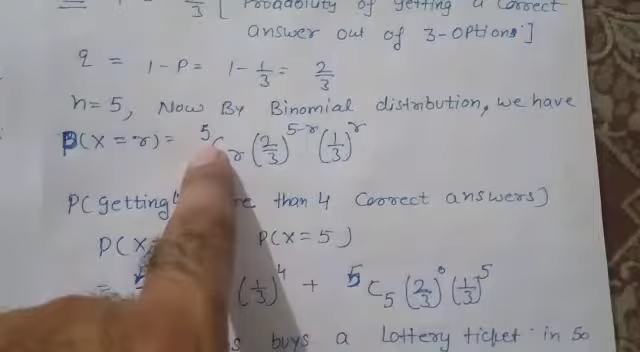 1/3 [ Probability of getting a correct
answer out of 3-options ]
q = 1 - P = 1 - 1/3 = 2/3
n=5, Now By Binomial distribution, we have
P(X = r) = ⁵Cᵣ (2/3)⁵⁻ʳ (1/3)ʳ
P(getting than 4 Correct answers)
P(X P(X = 5)
= (1/3)⁴ + ⁵C₅ (2/3)⁰ (1/3)⁵
buys a Lottery ticket in 50